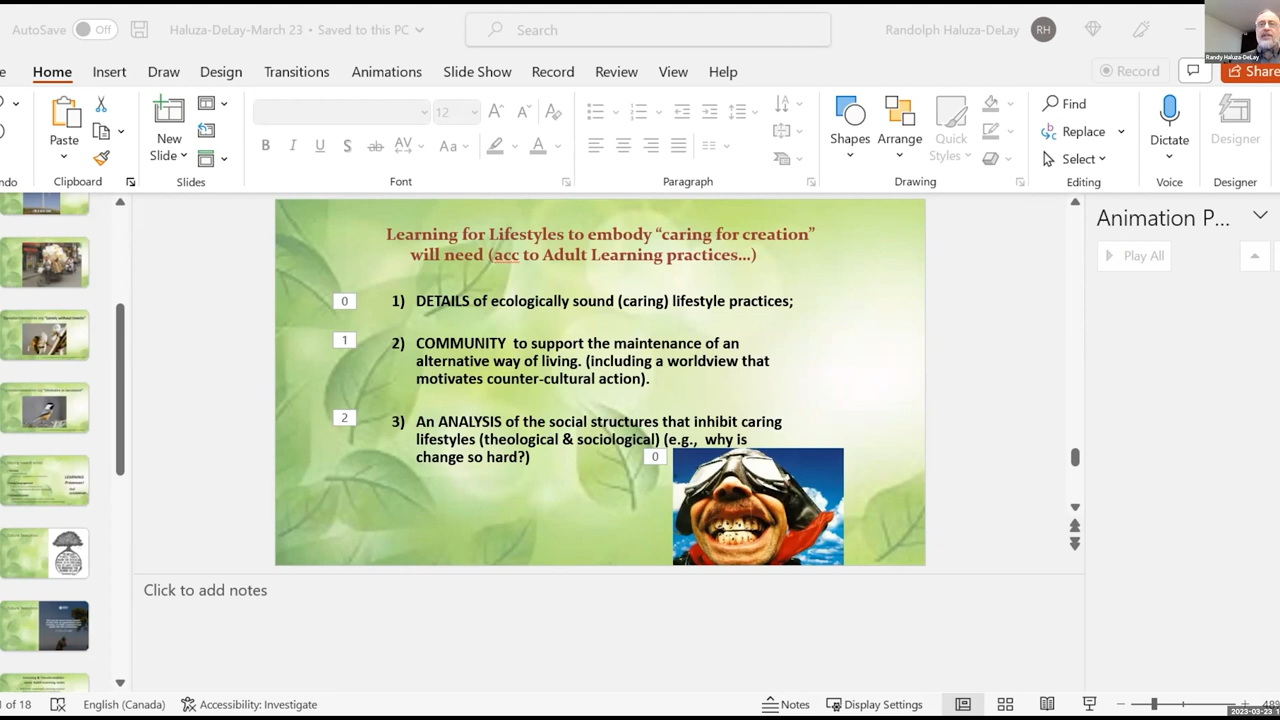 AutoSave
Off
Haluza-DeLay-March 23 • Saved to this PC
Search
Randolph Haluza-DeLay
RH
Randy Haluza-DeLay
Home
Insert
Draw
Design
Transitions
Animations
Slide Show
Record
Review
View
Help
Record
Share
Paste
New
Slide
12
Shapes
Arrange
Quick
Styles
Find
Replace
Select
Dictate
Designer
Clipboard
Slides
Font
Paragraph
Drawing
Editing
Voice
Designer
Learning for Lifestyles to embody “caring for creation”
will need (acc to Adult Learning practices...)
0
1) DETAILS of ecologically sound (caring) lifestyle practices;
1
2) COMMUNITY to support the maintenance of an
alternative way of living. (including a worldview that
motivates counter-cultural action).
2
3) An ANALYSIS of the social structures that inhibit caring
lifestyles (theological & sociological) (e.g., why is
change so hard?)
0
Animation P...
Play All
Click to add notes
of 18
English (Canada)
Accessibility: Investigate
Notes
Display Settings